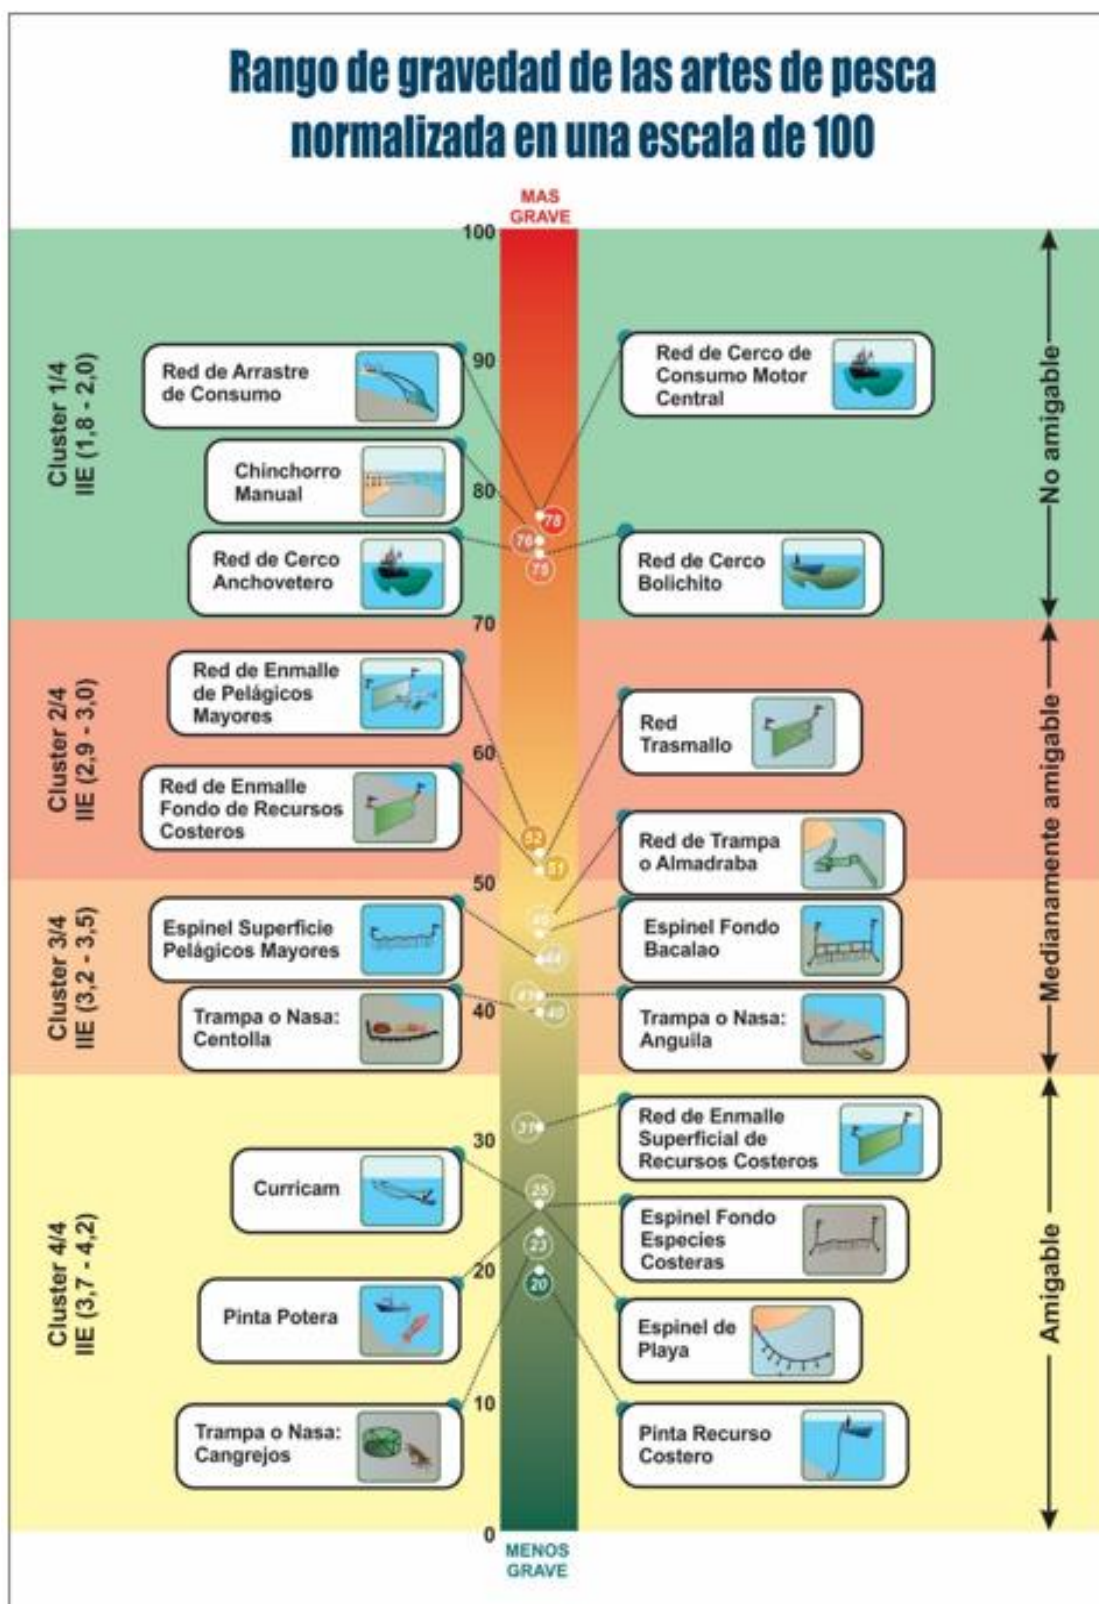 Rango de gravedad de las artes de pesca
normalizada en una escala de 100
MAS
GRAVE
100
Cluster 1/4
IIE (1,8 - 2,0)
No amigable
90
Red de Arrastre
de Consumo
Red de Cerco de
Consumo Motor
Central
Chinchorro
Manual
80
78
76
75
Red de Cerco
Anchovetero
Red de Cerco
Bolichito
70
Cluster 2/4
IIE (2,9 - 3,0)
Medianamente amigable
Red de Enmalle
de Pelágicos
Mayores
Red
Trasmallo
60
Red de Enmalle
Fondo de Recursos
Costeros
52
51
Red de Trampa
o Almadraba
50
Cluster 3/4
IIE (3,2 - 3,5)
Espinel Superficie
Pelágicos Mayores
Espinel Fondo
Bacalao
44
41
40
40
Trampa o Nasa:
Centolla
Trampa o Nasa:
Anguila
Cluster 4/4
IIE (3,7 - 4,2)
Amigable
31
30
Red de Enmalle
Superficial de
Recursos Costeros
Curricam
25
Espinel Fondo
Especies
Costeras
23
20
20
Pinta Potera
Espinel de
Playa
10
Trampa o Nasa:
Cangrejos
Pinta Recurso
Costero
0
MENOS
GRAVE